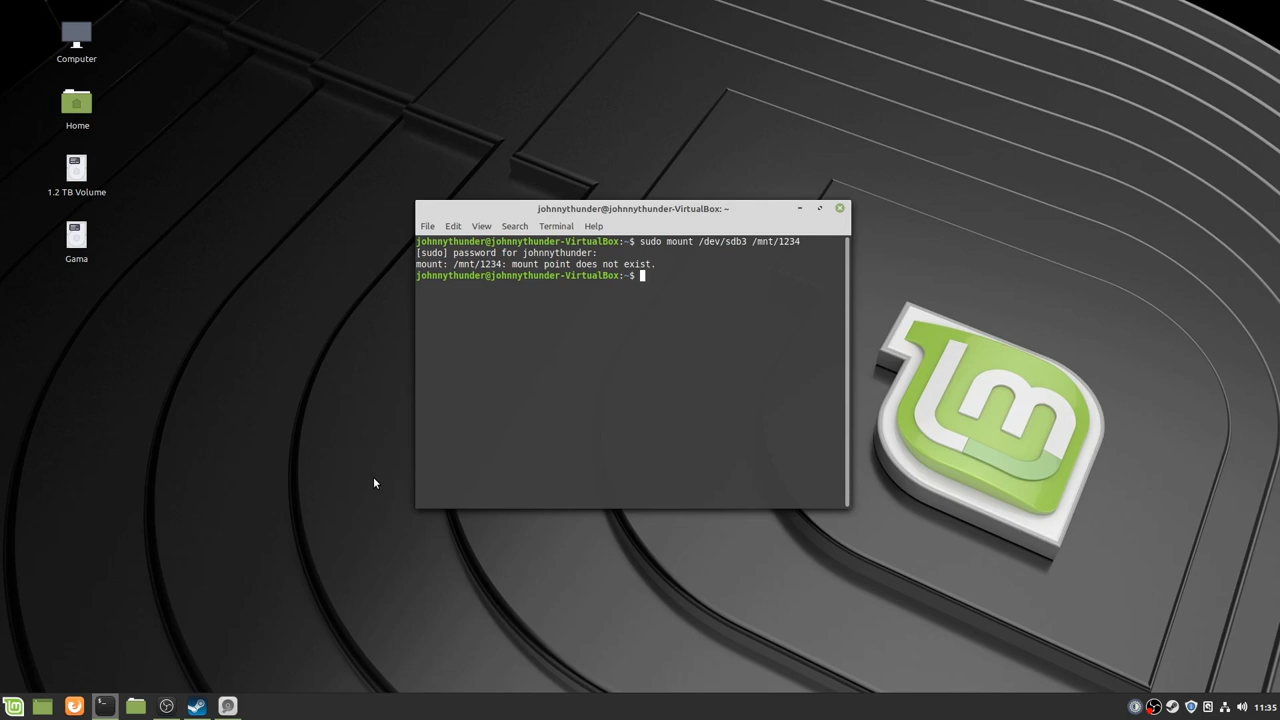 Computer
Home
1.2 TB Volume
Gama
johnnythunder@johnnythunder-VirtualBox: ~
File Edit View Search Terminal Help
johnnythunder@johnnythunder-VirtualBox:~$ sudo mount /dev/sdb3 /mnt/1234
[sudo] password for johnnythunder:
mount: /mnt/1234: mount point does not exist.
johnnythunder@johnnythunder-VirtualBox:~$
11:35